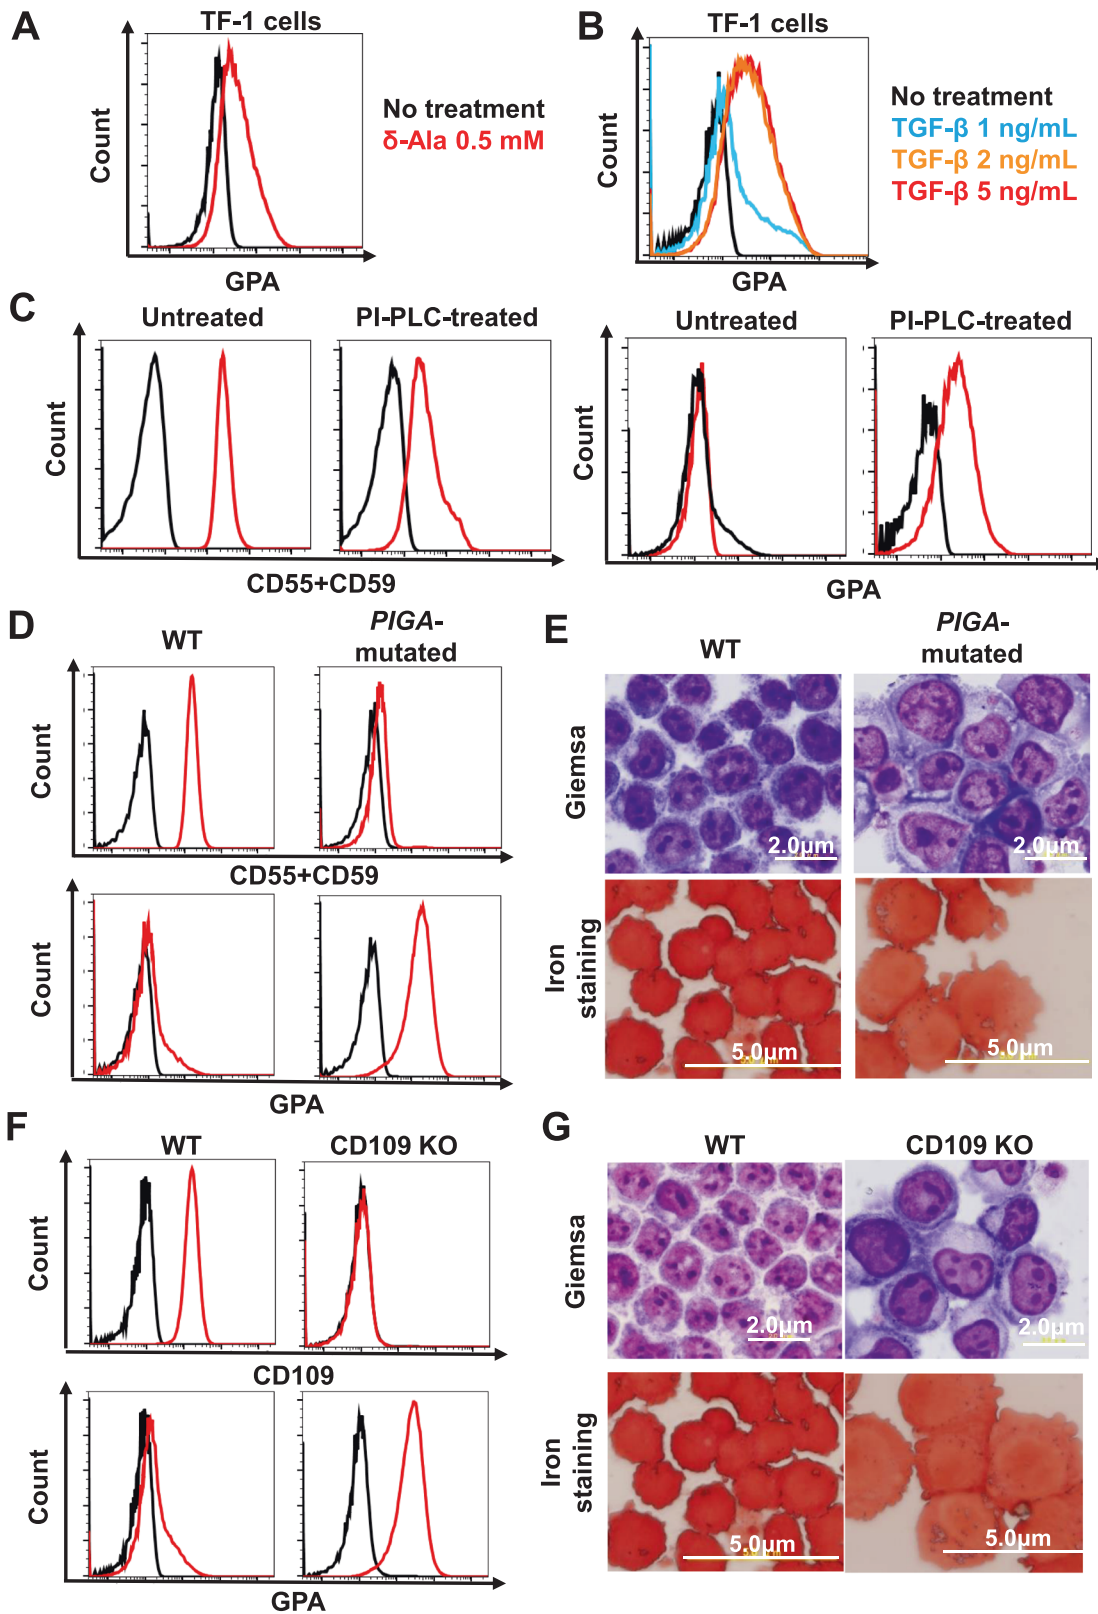 A
TF-1 cells
Count
GPA
No treatment
δ-Ala 0.5 mM
B
TF-1 cells
Count
GPA
No treatment
TGF-β 1 ng/mL
TGF-β 2 ng/mL
TGF-β 5 ng/mL
C
Untreated
PI-PLC-treated
Count
CD55+CD59
Untreated
PI-PLC-treated
Count
GPA
D
WT
PIGA-
mutated
Count
CD55+CD59
Count
GPA
E
WT
PIGA-
mutated
Giemsa
2.0μm
2.0μm
Iron
staining
5.0μm
5.0μm
F
WT
CD109 KO
Count
CD109
Count
GPA
G
WT
CD109 KO
Giemsa
2.0μm
2.0μm
Iron
staining
5.0μm
5.0μm